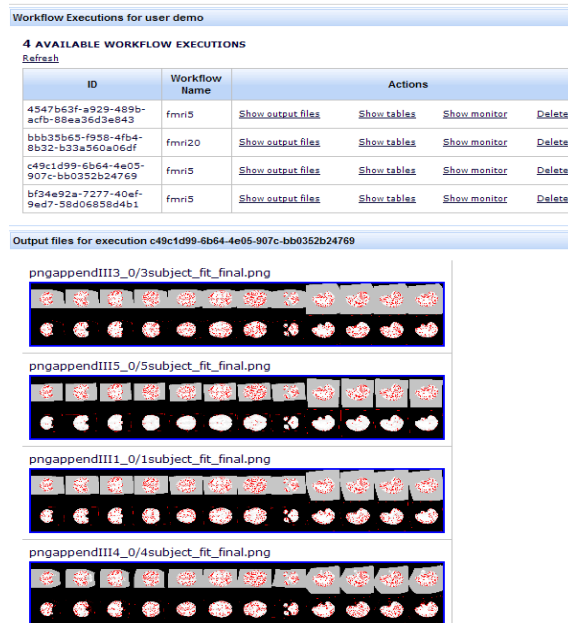 Workflow Executions for user demo
4 AVAILABLE WORKFLOW EXECUTIONS
Refresh
ID Workflow Name Actions
4547b63f-a929-489b-acfb-88ea36d3e843 fmri5 Show output files Show tables Show monitor Delete
bbb35b65-f958-4fb4-8b32-b33a560a06df fmri20 Show output files Show tables Show monitor Delete
c49c1d99-6b64-4e05-907c-bb0352b24769 fmri5 Show output files Show tables Show monitor Delete
bf34e92a-7277-40ef-9ed7-58d06858d4b1 fmri5 Show output files Show tables Show monitor Delete
Output files for execution c49c1d99-6b64-4e05-907c-bb0352b24769
pngappendIII3_0/3subject_fit_final.png
pngappendIII5_0/5subject_fit_final.png
pngappendIII1_0/1subject_fit_final.png
pngappendIII4_0/4subject_fit_final.png